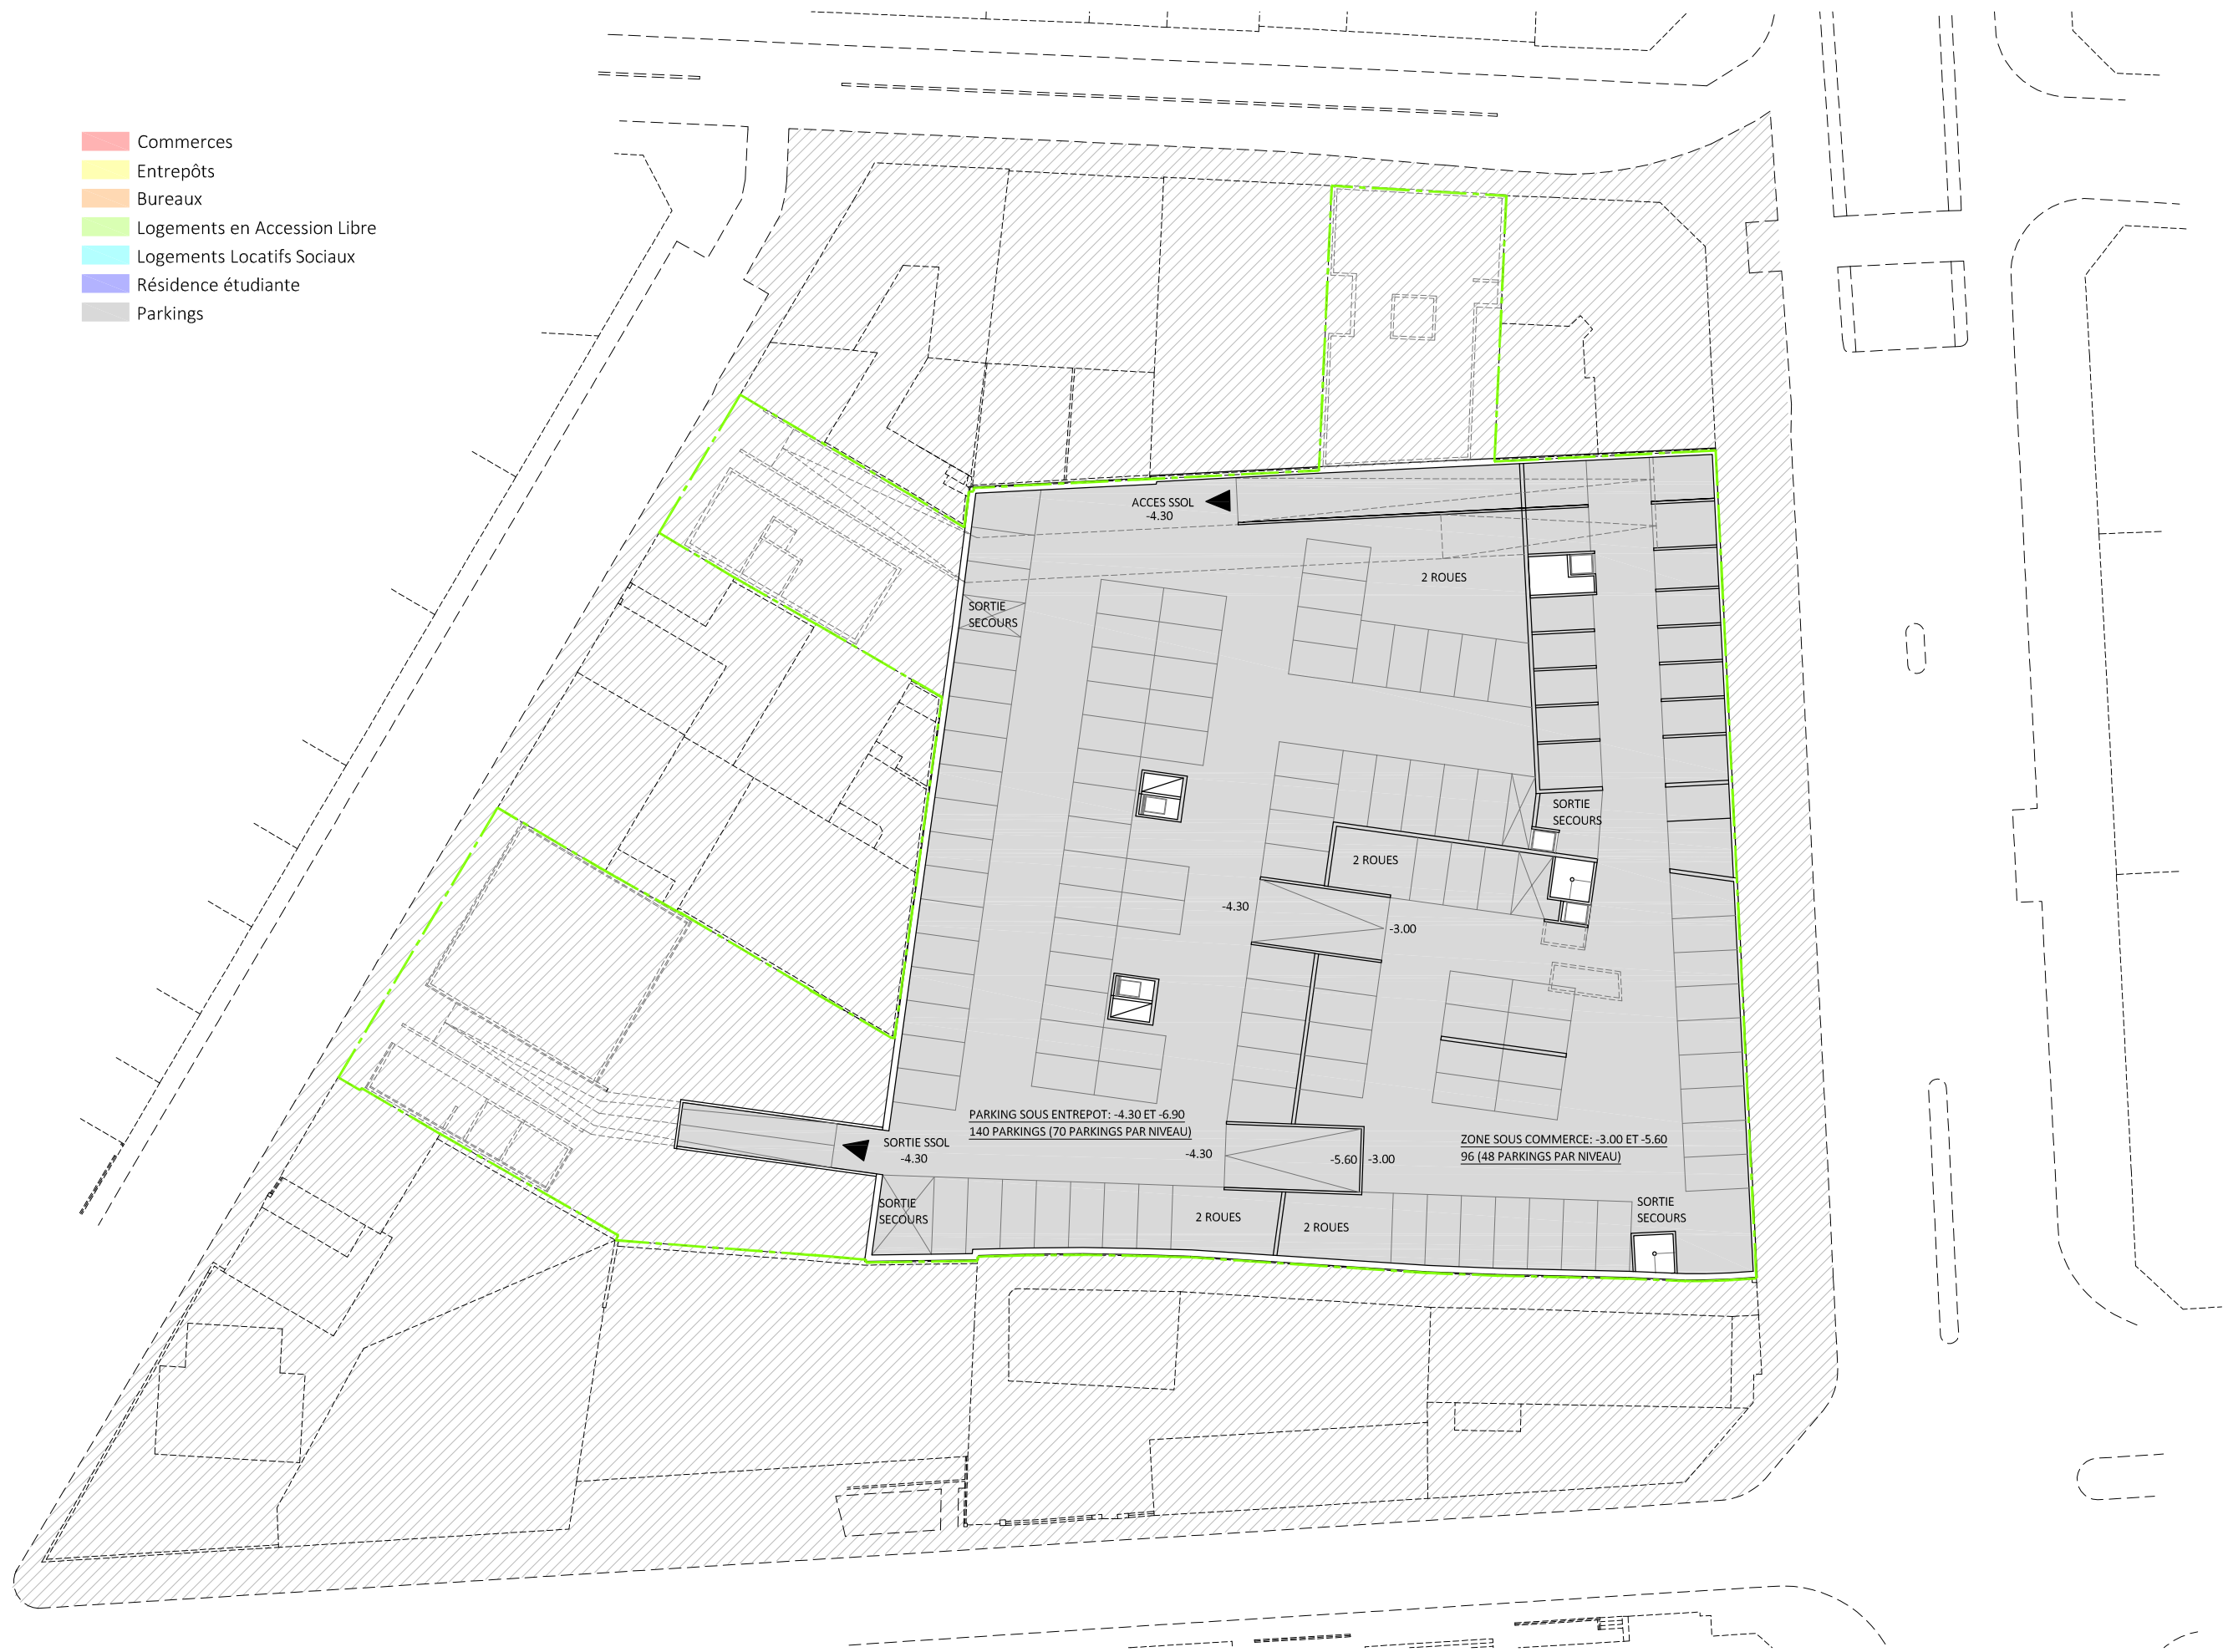 Commerces
Entrepôts
Bureaux
Logements en Accession Libre
Logements Locatifs Sociaux
Résidence étudiante
Parkings
ACCES SSOL
-4.30
2 ROUES
SORTIE
SECOURS
SORTIE
SECOURS
2 ROUES
-4.30
-3.00
PARKING SOUS ENTREPOT: -4.30 ET -6.90
140 PARKINGS (70 PARKINGS PAR NIVEAU)
SORTIE SSOL
-4.30
ZONE SOUS COMMERCE: -3.00 ET -5.60
96 (48 PARKINGS PAR NIVEAU)
-4.30
-5.60
-3.00
SORTIE
SECOURS
2 ROUES
2 ROUES
SORTIE
SECOURS